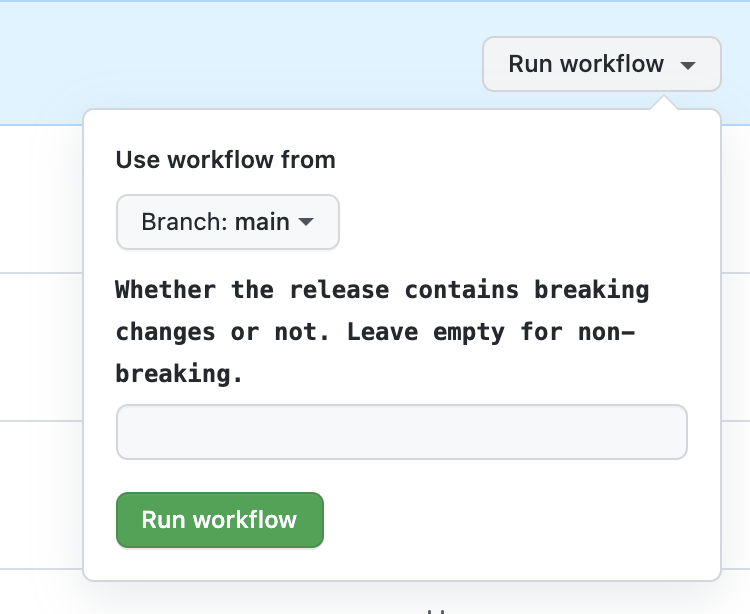 Run workflow
Use workflow from
Branch: main
Whether the release contains breaking
changes or not. Leave empty for non-
breaking.
Run workflow